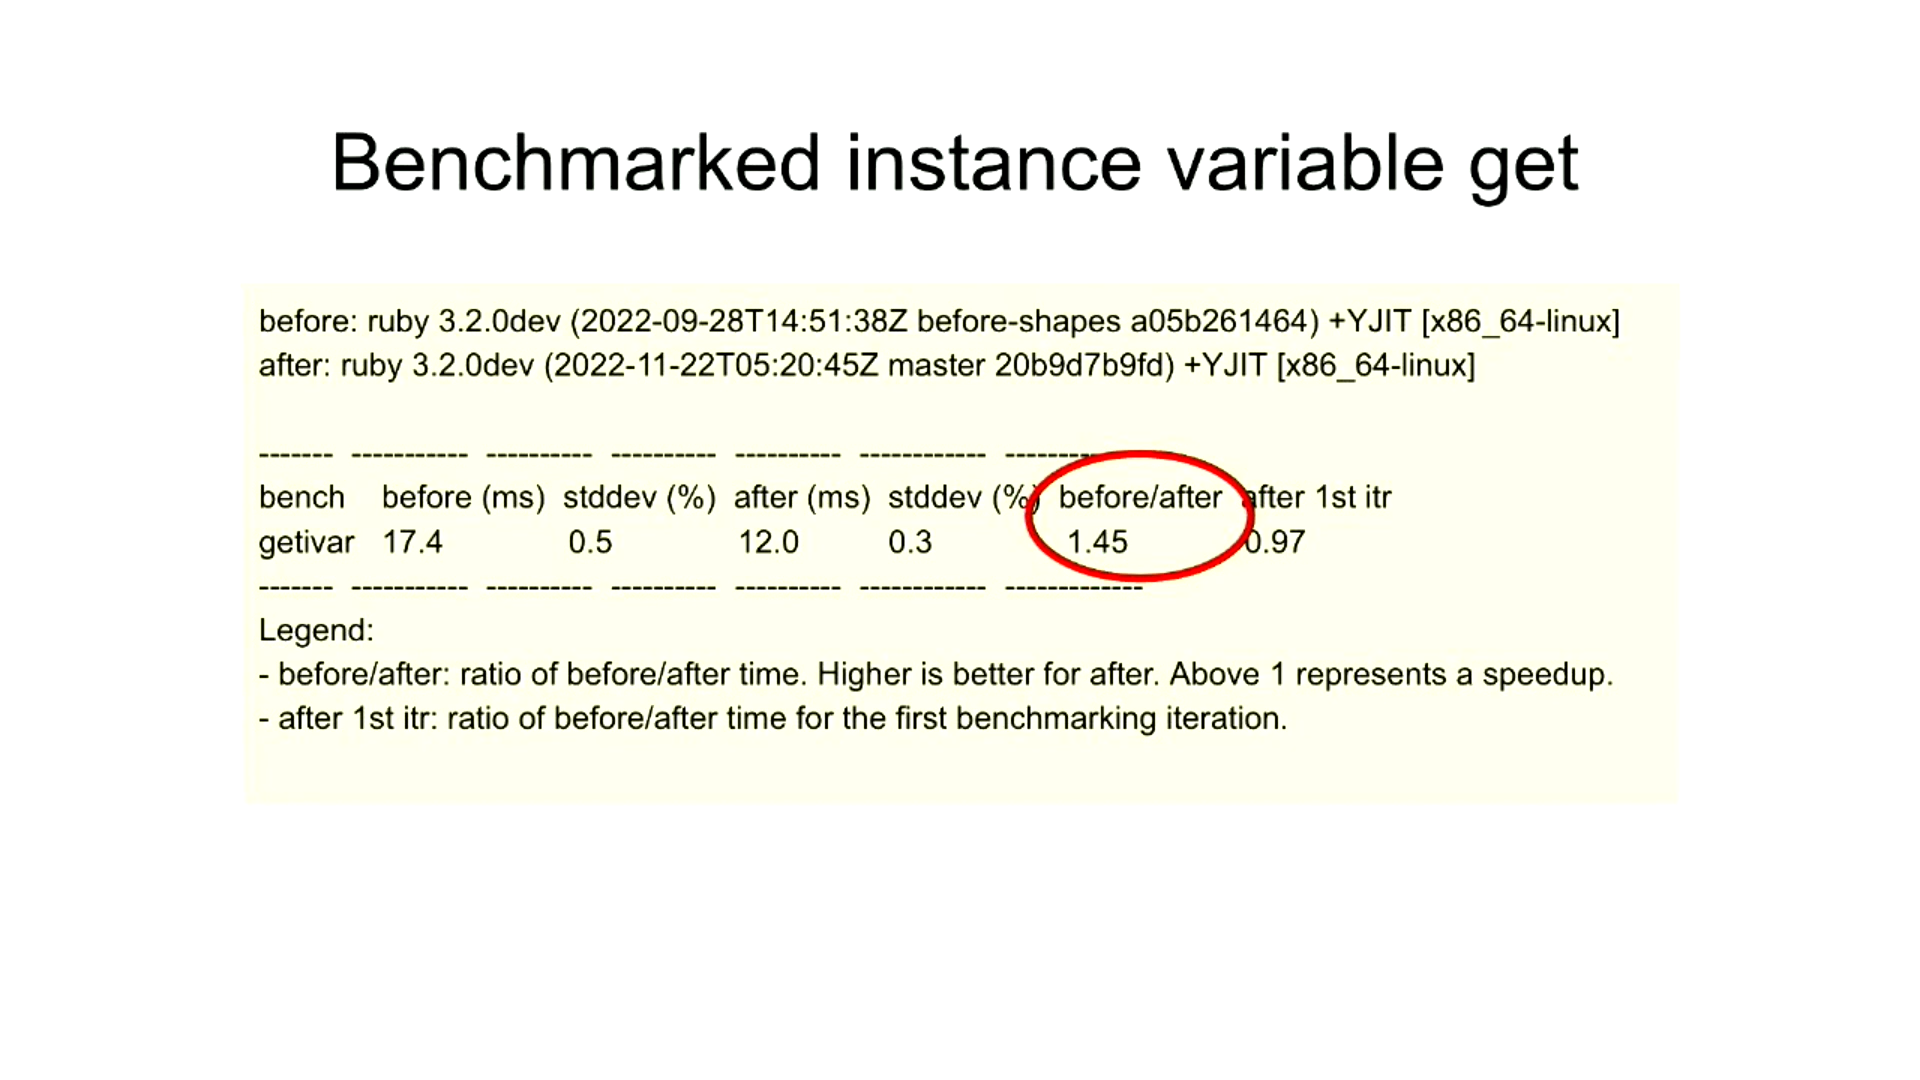 Benchmarked instance variable get
before: ruby 3.2.0dev (2022-09-28T14:51:38Z before-shapes a05b261464) +YJIT [x86_64-linux]
after: ruby 3.2.0dev (2022-11-22T05:20:45Z master 20b9d7b9fd) +YJIT [x86_64-linux]
------- ----------- ---------- ---------- ---------- ------------ -------------
bench before (ms) stddev (%) after (ms) stddev (%) before/after after 1st itr
getivar 17.4 0.5 12.0 0.3 1.45 0.97
------- ----------- ---------- ---------- ---------- ------------ -------------
Legend:
- before/after: ratio of before/after time. Higher is better for after. Above 1 represents a speedup.
- after 1st itr: ratio of before/after time for the first benchmarking iteration.